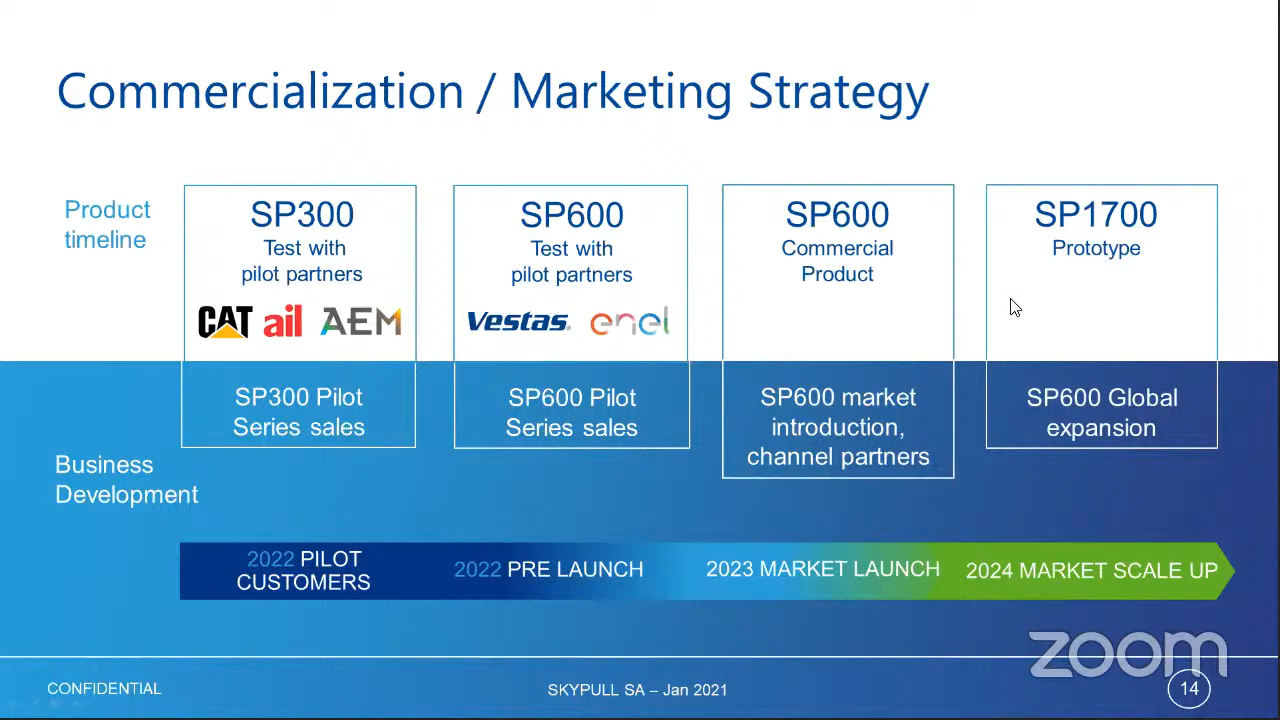 Commercialization / Marketing Strategy
Product
timeline
SP300
Test with
pilot partners
CAT ail AEM
SP600
Test with
pilot partners
Vestas. enel
SP600
Commercial
Product
SP1700
Prototype
Business
Development
SP300 Pilot
Series sales
SP600 Pilot
Series sales
SP600 market
introduction,
channel partners
SP600 Global
expansion
2022 PILOT
CUSTOMERS
2022 PRE LAUNCH
2023 MARKET LAUNCH
2024 MARKET SCALE UP
zoom
CONFIDENTIAL
SKYPULL SA – Jan 2021
14